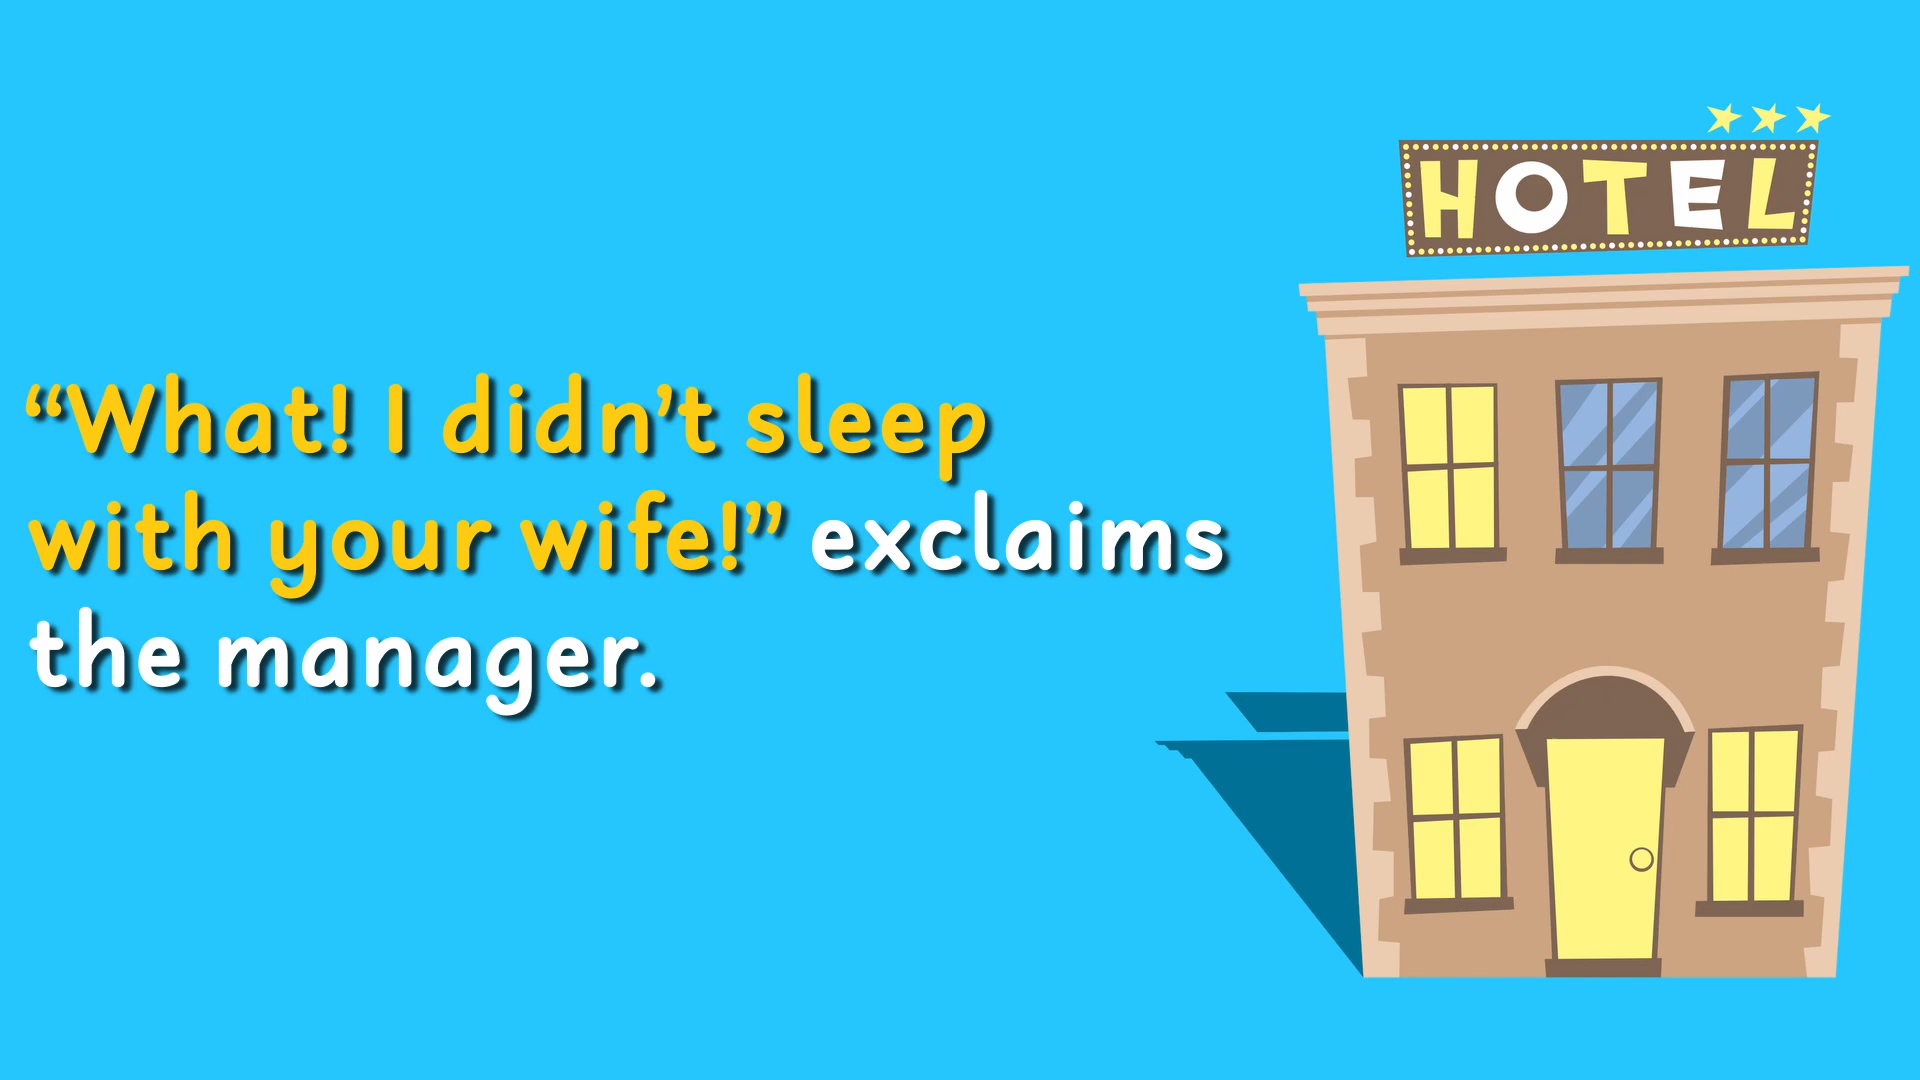 HOTEL
“What! I didn’t sleep
with your wife!” exclaims
the manager.